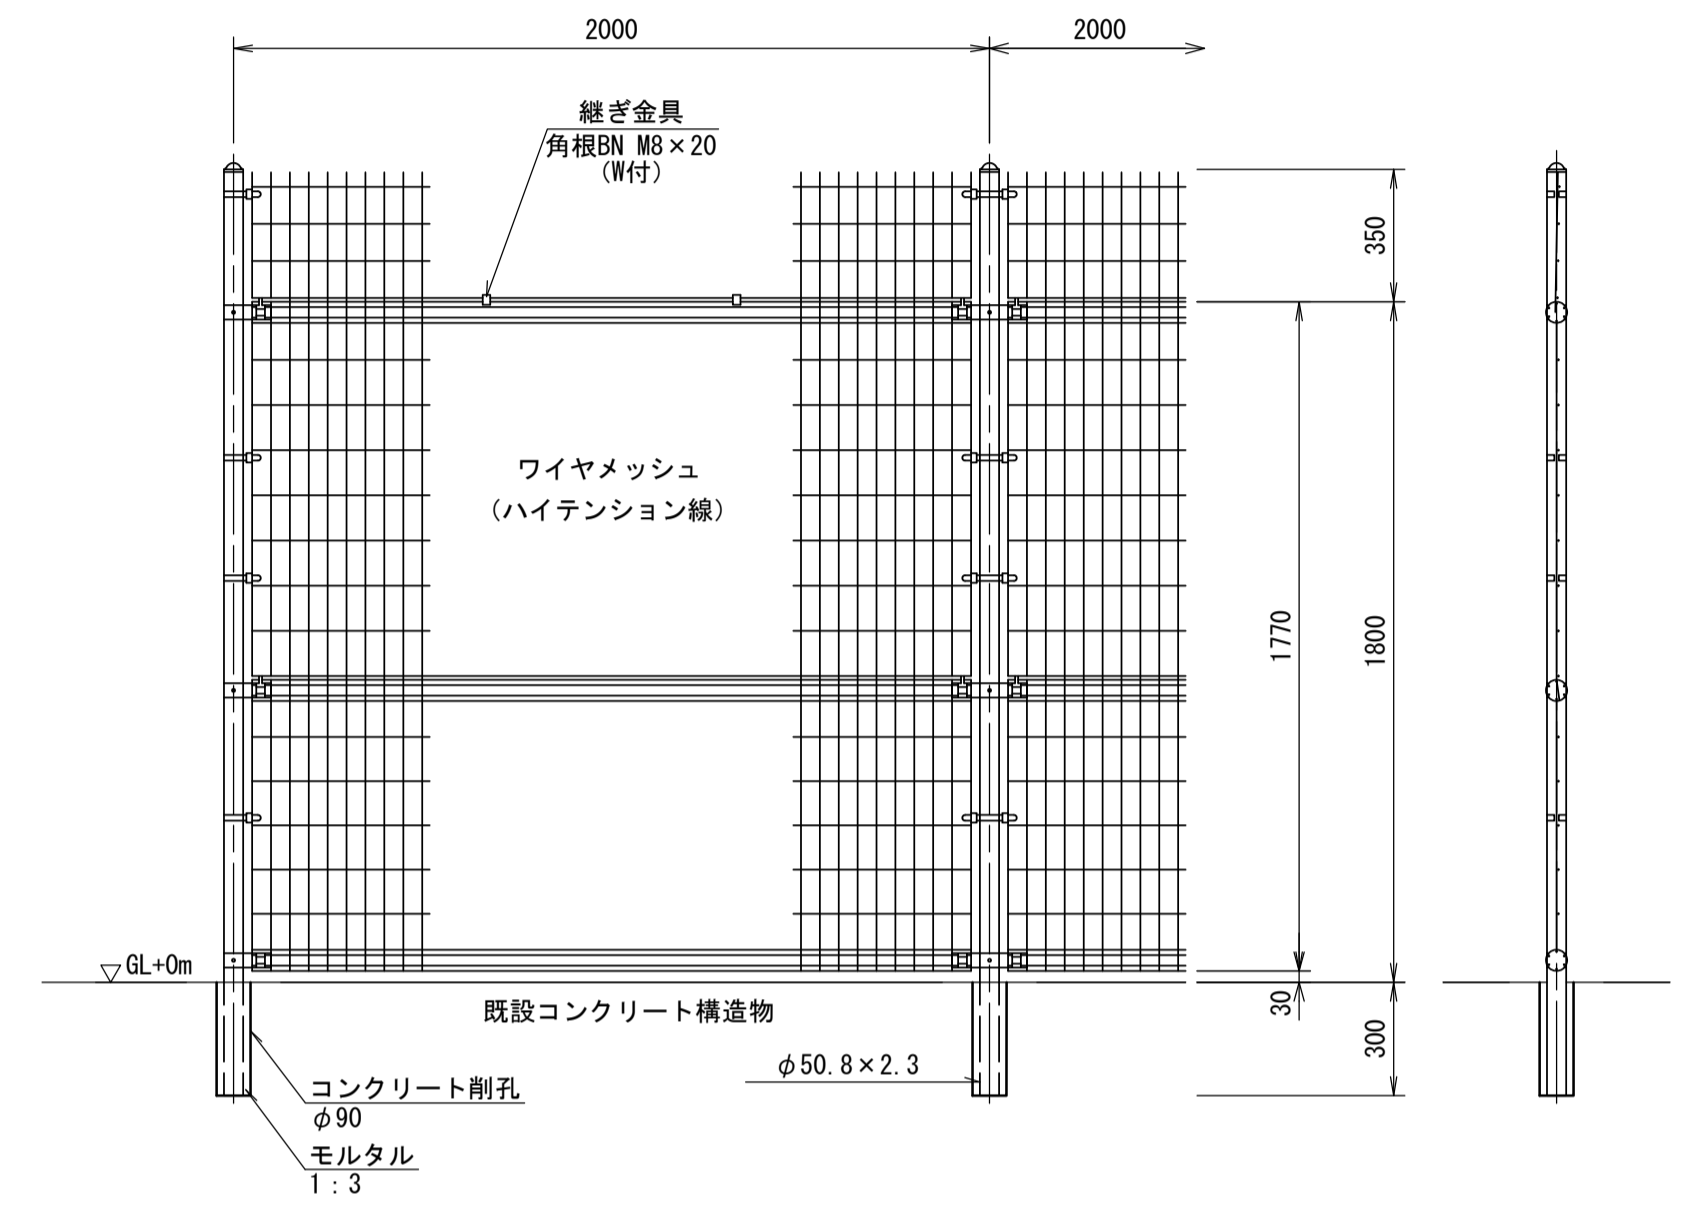 2000
2000
継ぎ金具
角根BN M8×20
(W付)
350
ワイヤメッシュ
(ハイテンション線)
1770
1800
GL+0m
既設コンクリート構造物
30
300
φ50.8×2.3
コンクリート削孔
φ90
モルタル
1:3